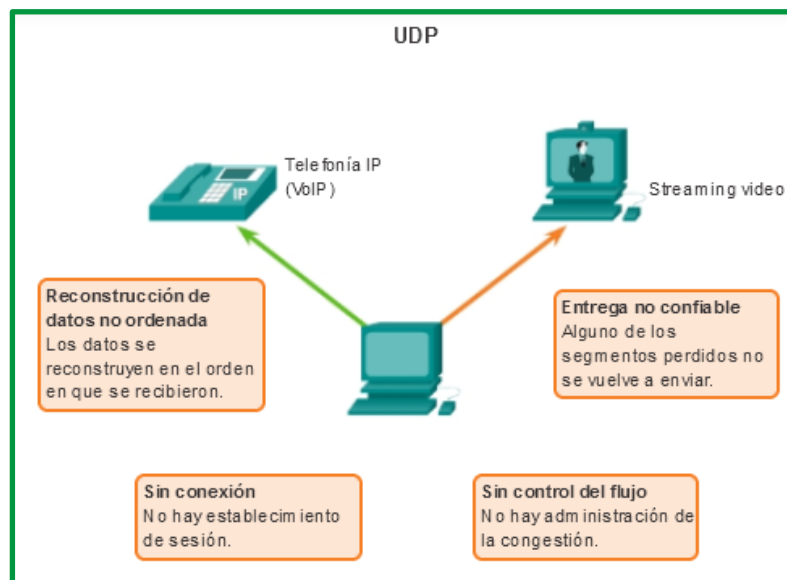 UDP
Telefonía IP
(VoIP)
IP
Streaming video
Reconstrucción de
datos no ordenada
Los datos se
reconstruyen en el orden
en que se recibieron.
Entrega no confiable
Alguno de los
segmentos perdidos no
se vuelve a enviar.
Sin conexión
No hay establecimiento
de sesión.
Sin control del flujo
No hay administración de
la congestión.